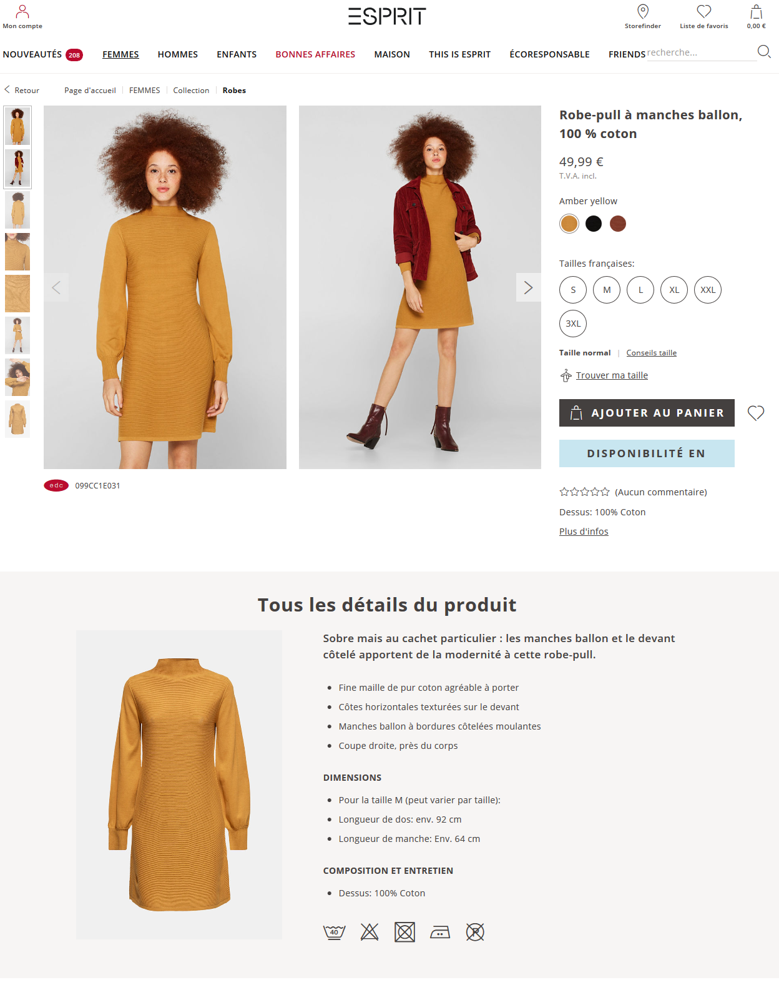 Mon compte
ESPRIT
Storefinder
Liste de favoris
0,00 €
NOUVEAUTÉS 208
FEMMES
HOMMES
ENFANTS
BONNES AFFAIRES
MAISON
THIS IS ESPRIT
ÉCORESPONSABLE
FRIENDS
recherche...
Retour
Page d'accueil
FEMMES
Collection
Robes
Robe-pull à manches ballon,
100 % coton
49,99 €
T.V.A. incl.
Amber yellow
Tailles françaises:
S
M
L
XL
XXL
3XL
Taille normal | Conseils taille
Trouver ma taille
AJOUTER AU PANIER
DISPONIBILITÉ EN
(Aucun commentaire)
Dessus: 100% Coton
Plus d'infos
edc 099CC1E031
Tous les détails du produit
Sobre mais au cachet particulier : les manches ballon et le devant
côtelé apportent de la modernité à cette robe-pull.
Fine maille de pur coton agréable à porter
Côtes horizontales texturées sur le devant
Manches ballon à bordures côtelées moulantes
Coupe droite, près du corps
DIMENSIONS
Pour la taille M (peut varier par taille):
Longueur de dos: env. 92 cm
Longueur de manche: Env. 64 cm
COMPOSITION ET ENTRETIEN
Dessus: 100% Coton
40
P